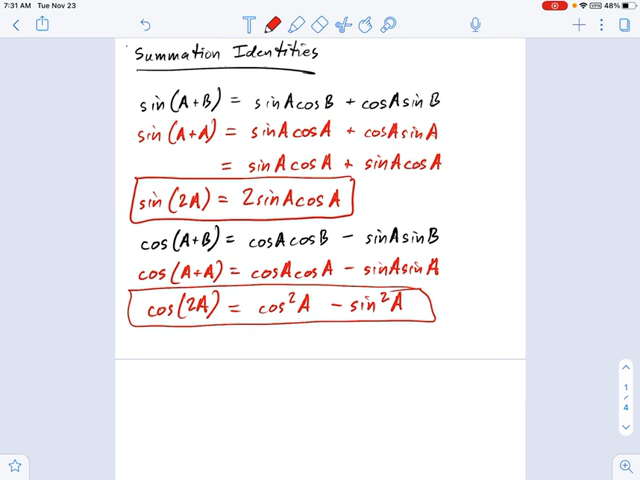 7:31 AM Tue Nov 23
48%
Summation Identities
sin(A+B) = sinAcosB + cosAsinB
sin(A+A) = sinAcosA + cosAsinA
= sinAcosA + sinAcosA
sin(2A) = 2sinAcosA
cos(A+B) = cosAcosB - sinAsinB
cos(A+A) = cosAcosA - sinAsinA
cos(2A) = cos²A - sin²A
1
/
4